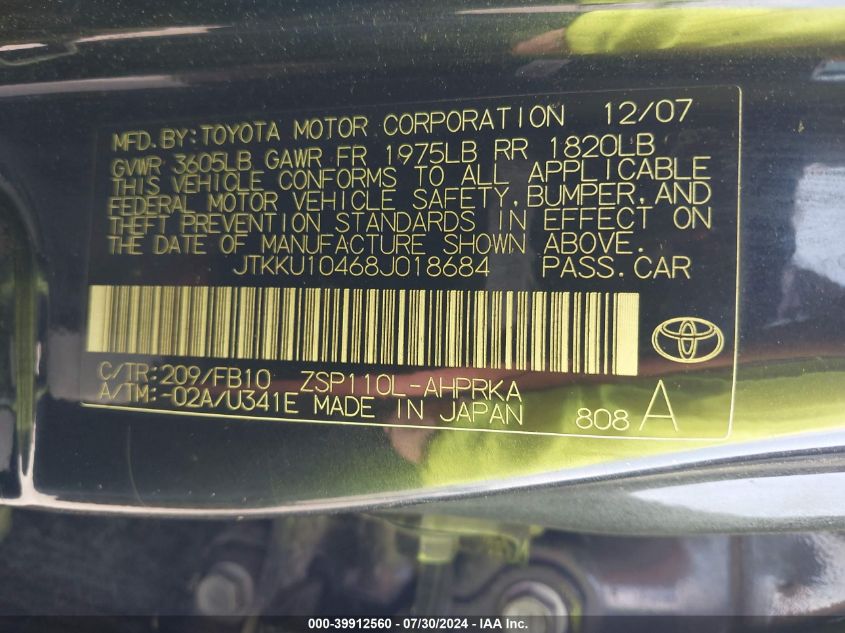 MFD. BY: TOYOTA MOTOR CORPORATION 12/07
GVWR 3605LB GAWR FR 1975LB RR 1820LB
THIS VEHICLE CONFORMS TO ALL APPLICABLE
FEDERAL MOTOR VEHICLE SAFETY, BUMPER, AND
THEFT PREVENTION STANDARDS IN EFFECT ON
THE DATE OF MANUFACTURE SHOWN ABOVE.
JTKKU10468J018684 PASS. CAR
C/TR: 209/FB10 ZSP110L-AHPRKA
A/TM: -02A/U341E MADE IN JAPAN 808 A
000-39912560 - 07/30/2024 - IAA Inc.